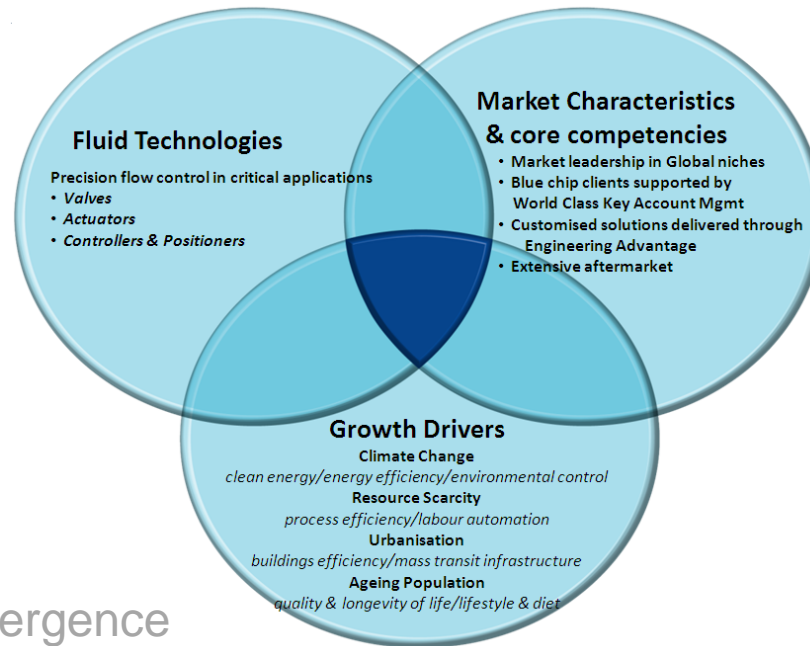 Fluid Technologies
Precision flow control in critical applications
• Valves
• Actuators
• Controllers & Positioners
Market Characteristics
& core competencies
• Market leadership in Global niches
• Blue chip clients supported by
World Class Key Account Mgmt
• Customised solutions delivered through
Engineering Advantage
• Extensive aftermarket
Growth Drivers
Climate Change
clean energy/energy efficiency/environmental control
Resource Scarcity
process efficiency/labour automation
Urbanisation
buildings efficiency/mass transit infrastructure
Ageing Population
quality & longevity of life/lifestyle & diet
ergence